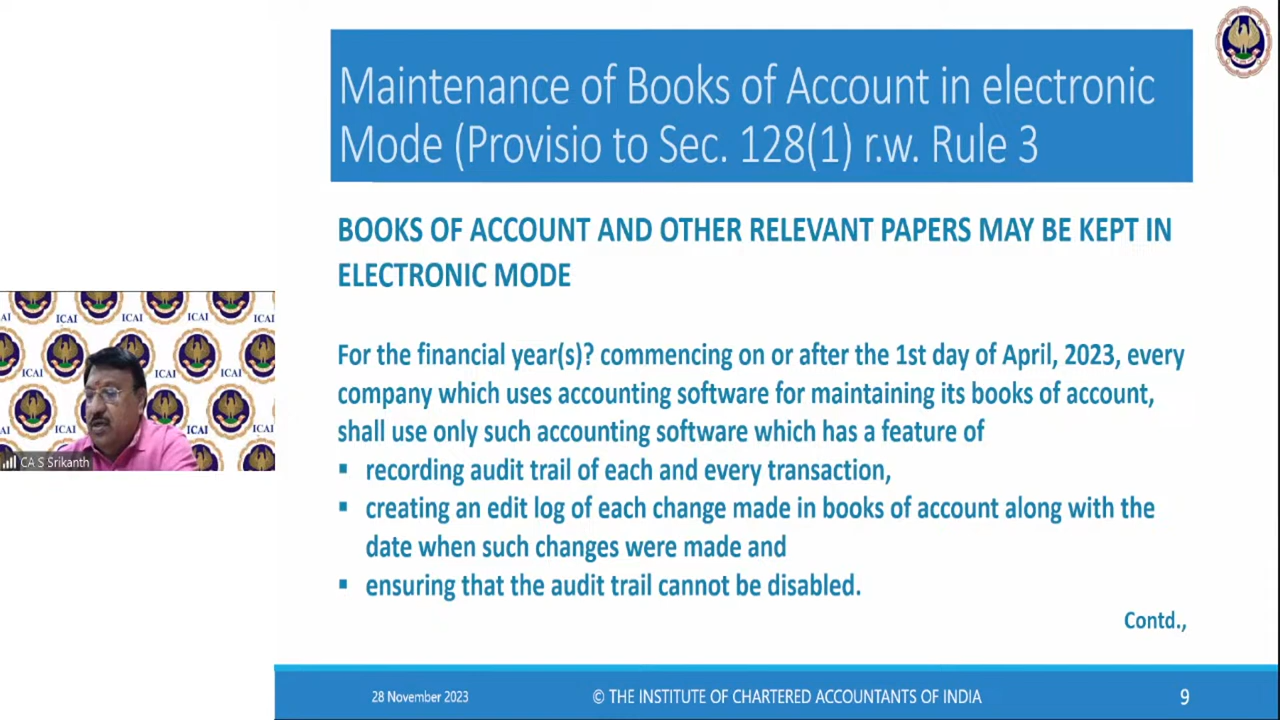 Maintenance of Books of Account in electronic
Mode (Provisio to Sec. 128(1) r.w. Rule 3
BOOKS OF ACCOUNT AND OTHER RELEVANT PAPERS MAY BE KEPT IN
ELECTRONIC MODE
For the financial year(s)? commencing on or after the 1st day of April, 2023, every
company which uses accounting software for maintaining its books of account,
shall use only such accounting software which has a feature of
▪ recording audit trail of each and every transaction,
▪ creating an edit log of each change made in books of account along with the
date when such changes were made and
▪ ensuring that the audit trail cannot be disabled.
Contd.,
ICAI
ICAI
ICAI
ICAI
ICAI
ICAI
CA S Srikanth
28 November 2023 © THE INSTITUTE OF CHARTERED ACCOUNTANTS OF INDIA 9